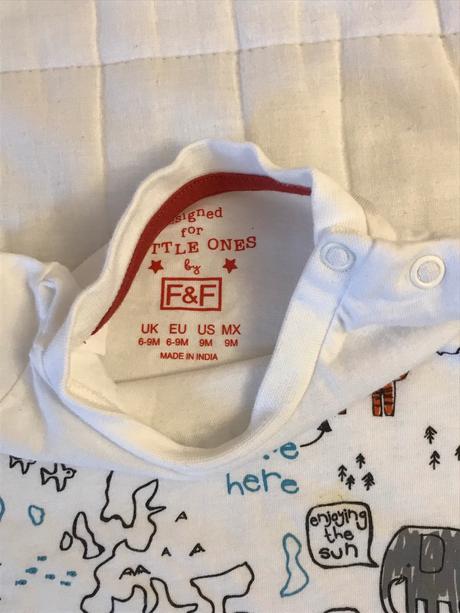 for
ONES
by
F&F
UK EU US MX
6-9M 6-9M 9M 9M
MADE IN INDIA
here
enjoying
the
sun